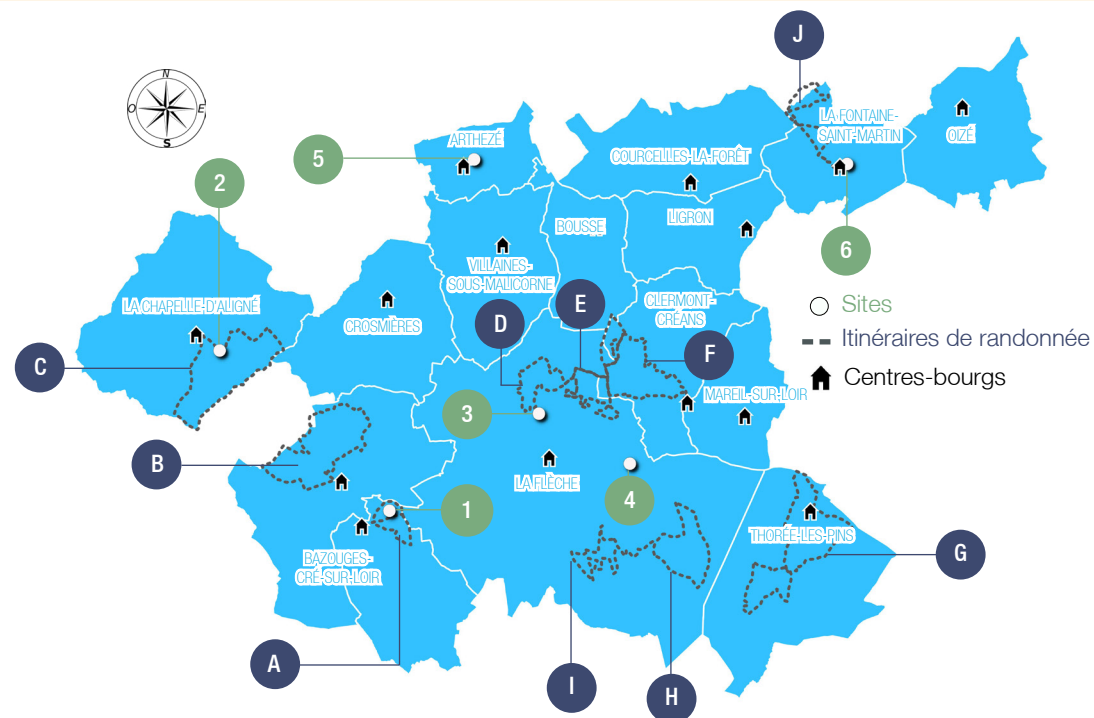 J
N
O
E
S
LA FONTAINE-
SAINT-MARTIN
OIZÉ
ARTHEZÉ
5
COURCELLES-LA-FORÊT
2
LIGRON
BOUSSE
6
VILLAINES-
SOUS-MALICORNE
LA CHAPELLE-D'ALIGNÉ
CLERMONT-
CRÉANS
E
Sites
D
CROSMIÈRES
Itinéraires de randonnée
F
C
Centres-bourgs
MAREIL-SUR-LOIR
3
B
LA FLÈCHE
4
1
THORÉE-LES-PINS
G
BAZOUGES-
CRÉ-SUR-LOIR
A
I
H